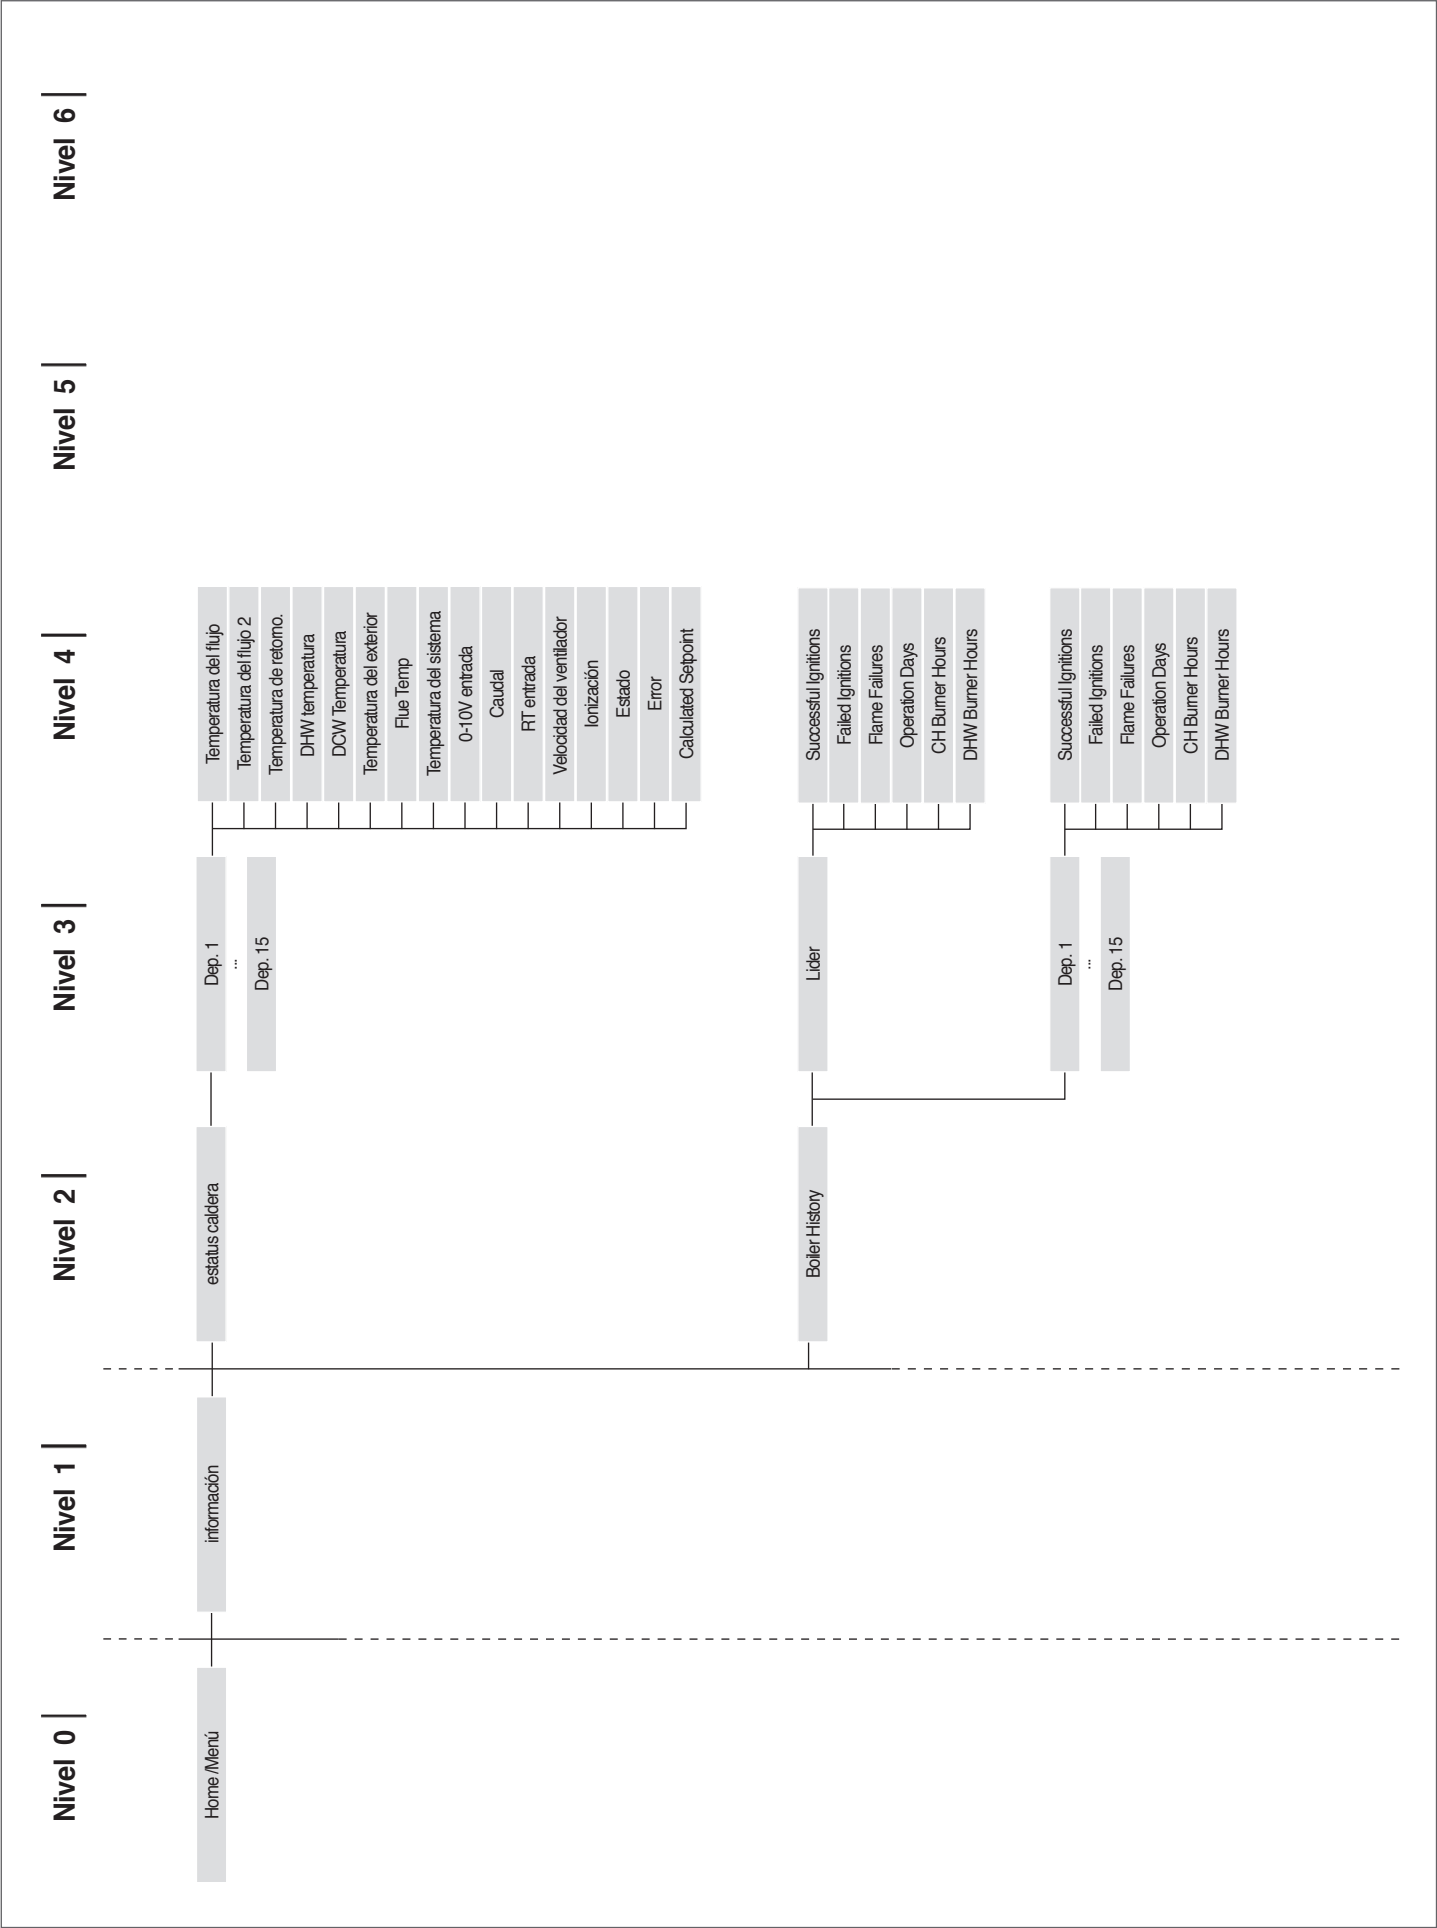 Nivel 0
Nivel 1
Nivel 2
Nivel 3
Nivel 4
Nivel 5
Nivel 6
Home /Menú
información
estatus caldera
Dep. 1
...
Dep. 15
Temperatura del flujo
Temperatura del flujo 2
Temperatura de retorno.
DHW temperatura
DCW Temperatura
Temperatura del exterior
Flue Temp
Temperatura del sistema
0-10V entrada
Caudal
RT entrada
Velocidad del ventilador
Ionización
Estado
Error
Calculated Setpoint
Boiler History
Lider
Successful Ignitions
Failed Ignitions
Flame Failures
Operation Days
CH Burner Hours
DHW Burner Hours
Dep. 1
...
Dep. 15
Successful Ignitions
Failed Ignitions
Flame Failures
Operation Days
CH Burner Hours
DHW Burner Hours